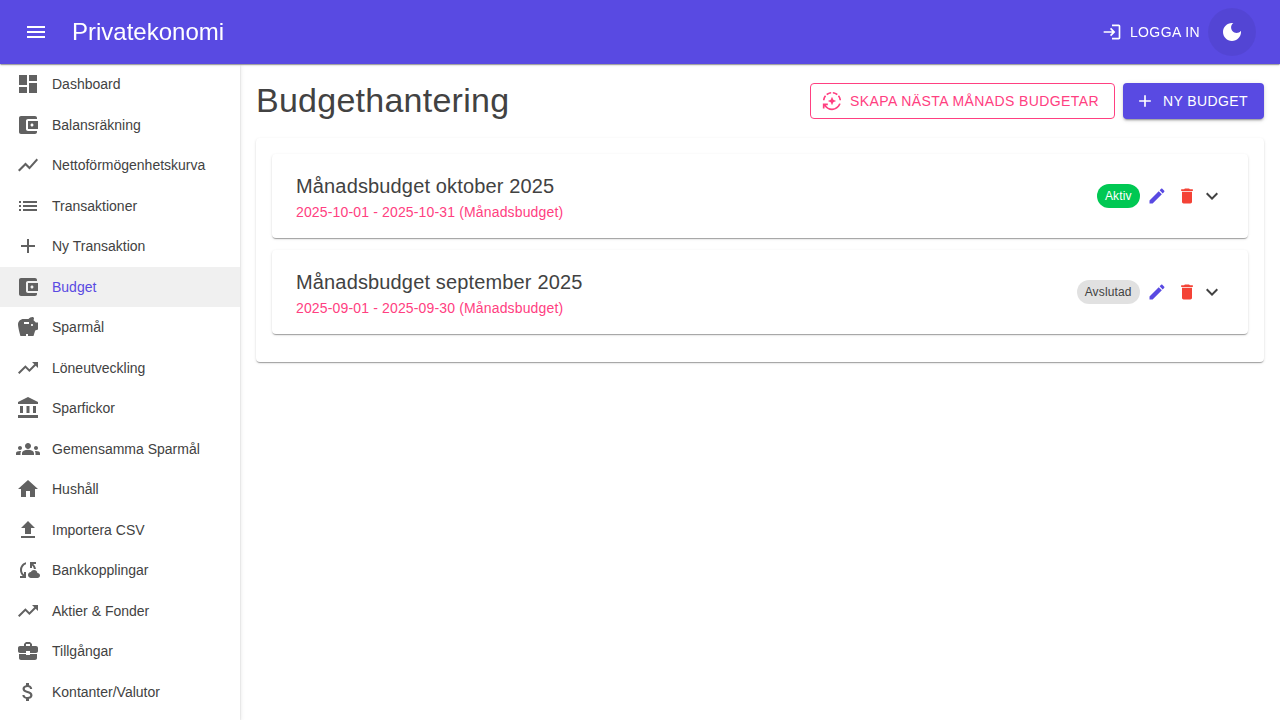 Privatekonomi
LOGGA IN
Dashboard
Balansräkning
Nettoförmögenhetskurva
Transaktioner
Ny Transaktion
Budget
Sparmål
Löneutveckling
Sparfickor
Gemensamma Sparmål
Hushåll
Importera CSV
Bankkopplingar
Aktier & Fonder
Tillgångar
Kontanter/Valutor
Budgethantering
SKAPA NÄSTA MÅNADS BUDGETAR
NY BUDGET
Månadsbudget oktober 2025
2025-10-01 - 2025-10-31 (Månadsbudget)
Aktiv
Månadsbudget september 2025
2025-09-01 - 2025-09-30 (Månadsbudget)
Avslutad